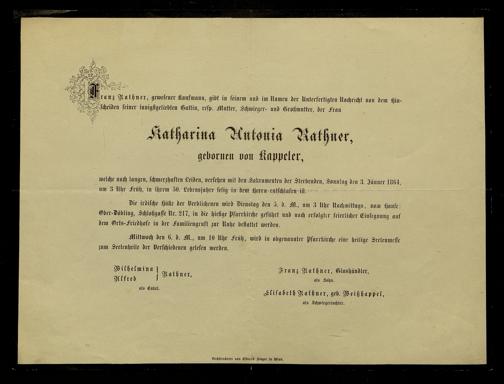 Franz Rathner, gewesener Kaufmann, gibt in seinem und im Namen der Unterfertigten Nachricht von dem Hin-
scheiden seiner innigstgeliebten Gattin, resp. Mutter, Schwieger- und Großmutter, der Frau
Katharina Antonia Rathner,
gebornen von Kappeler,
welche nach langen, schmerzhaften Leiden, versehen mit den Sakramenten der Sterbenden, Sonntag den 3. Jänner 1864,
um 3 Uhr Früh, in ihrem 50. Lebensjahre selig in dem Herrn entschlafen ist.
Die irdische Hülle der Verblichenen wird Dienstag den 5. d. M., um 3 Uhr Nachmittags, vom Hause:
Ober-Döbling, Schloßgasse Nr. 217, in die hiesige Pfarrkirche geführt und nach erfolgter feierlicher Einsegnung auf
dem Orts-Friedhofe in der Familiengruft zur Ruhe bestattet werden.
Mittwoch den 6. d. M., um 10 Uhr Früh, wird in obgenannter Pfarrkirche eine heilige Seelenmesse
zum Seelenheile der Verschiedenen gelesen werden.
Wilhelmina
Alfred
Rathner,
als Enkel.
Franz Rathner, Glashändler,
als Sohn.
Elisabeth Rathner, geb. Weißkappel,
als Schwiegertochter.